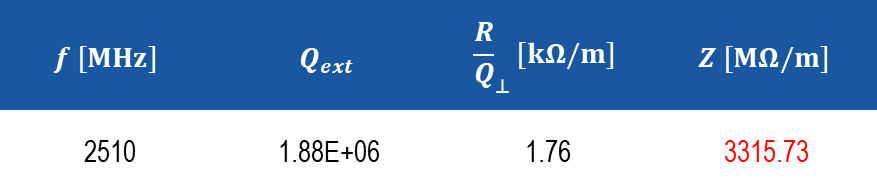 f [MHz] Q_ext R/Q_⊥ [kΩ/m] Z [MΩ/m]
2510 1.88E+06 1.76 3315.73